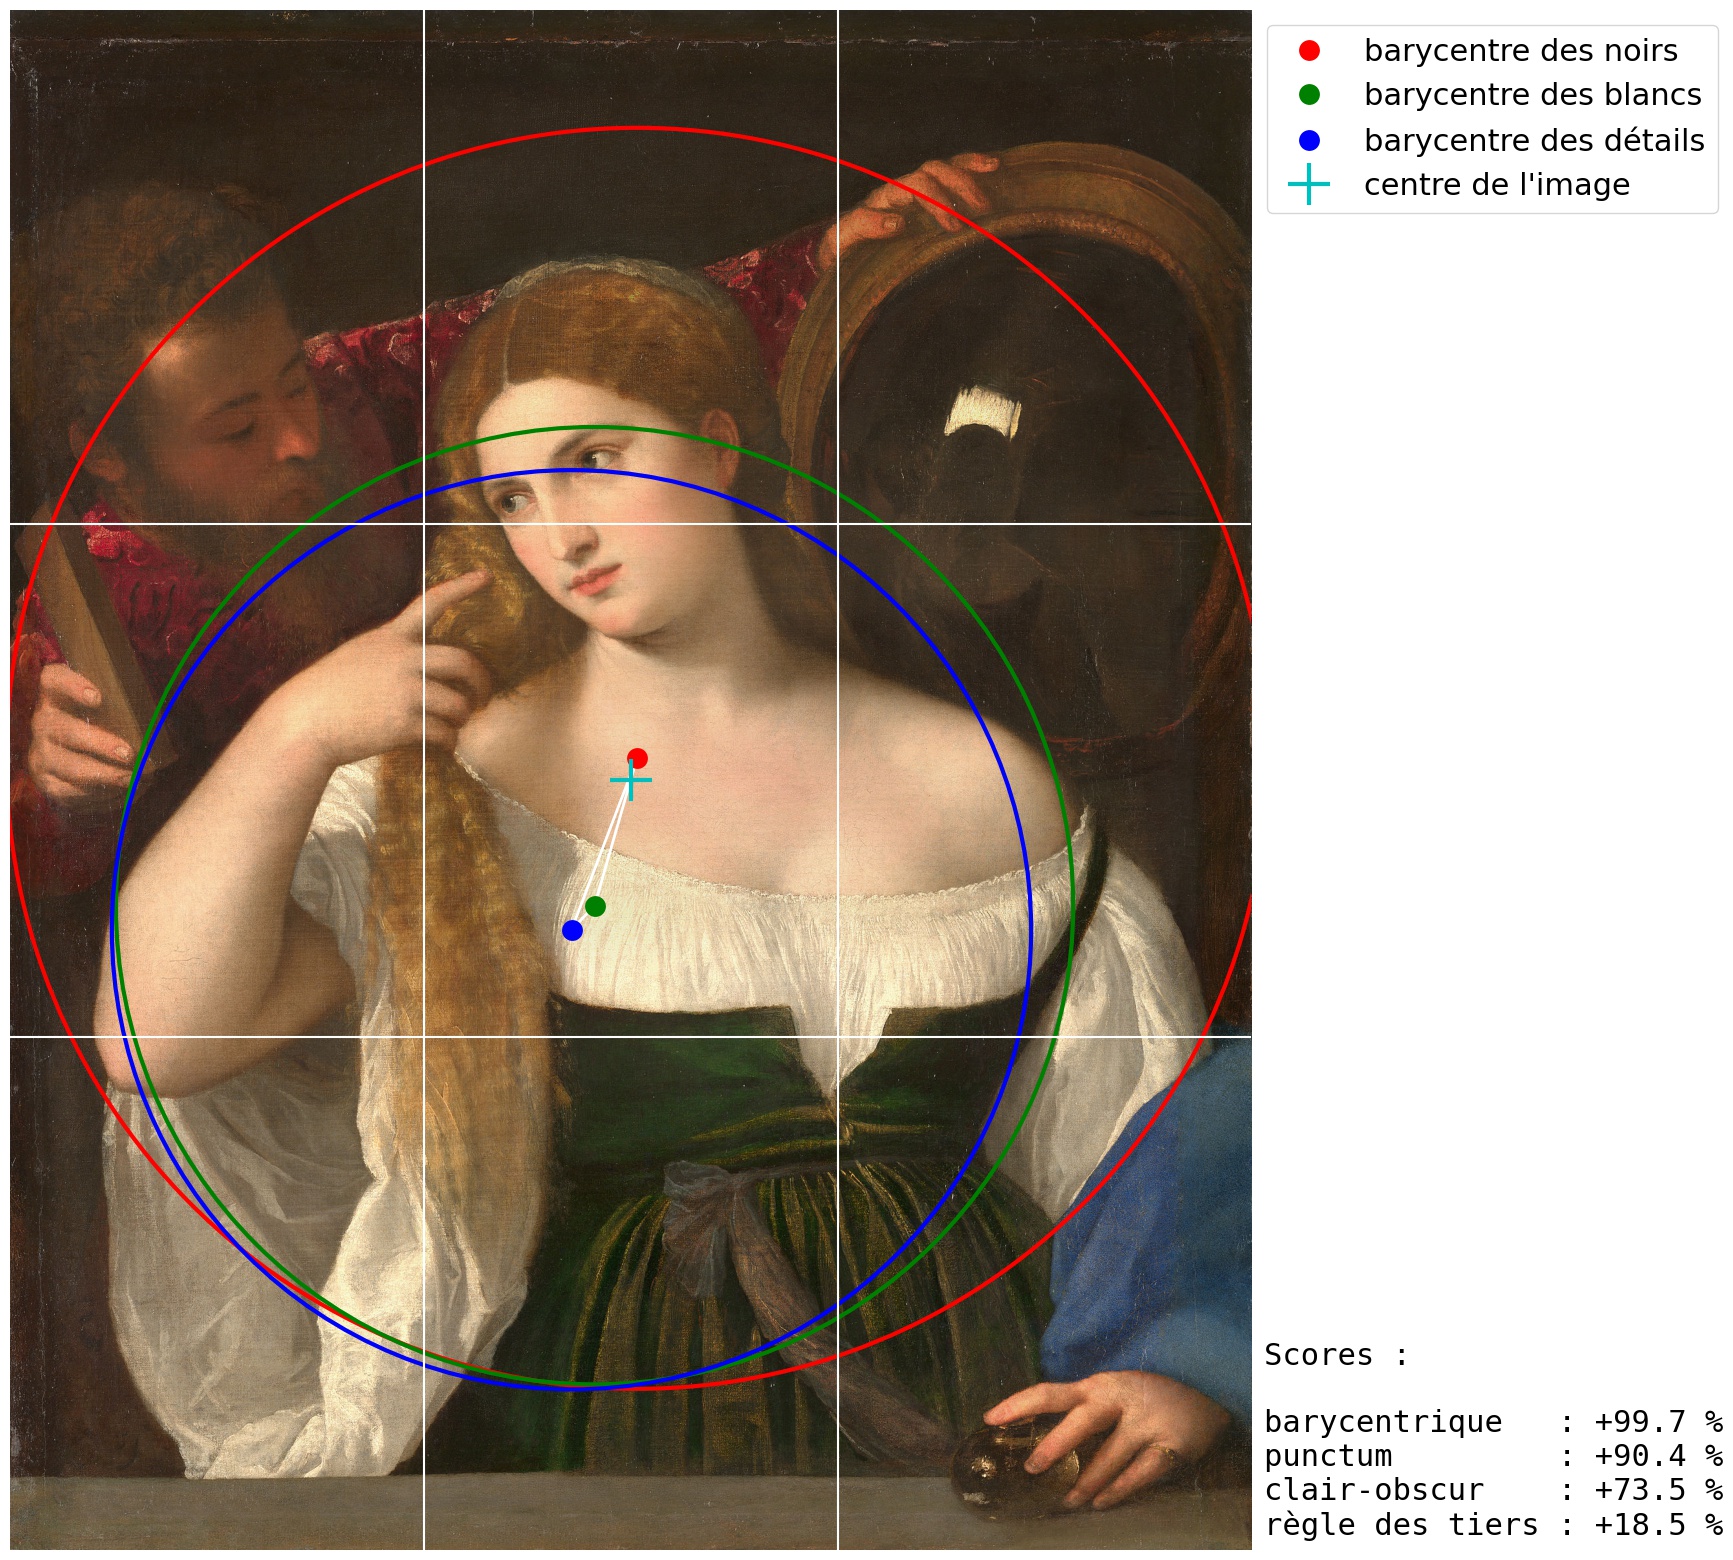 barycentre des noirs
barycentre des blancs
barycentre des détails
centre de l'image
Scores :
barycentrique : +99.7 %
punctum : +90.4 %
clair-obscur : +73.5 %
règle des tiers : +18.5 %